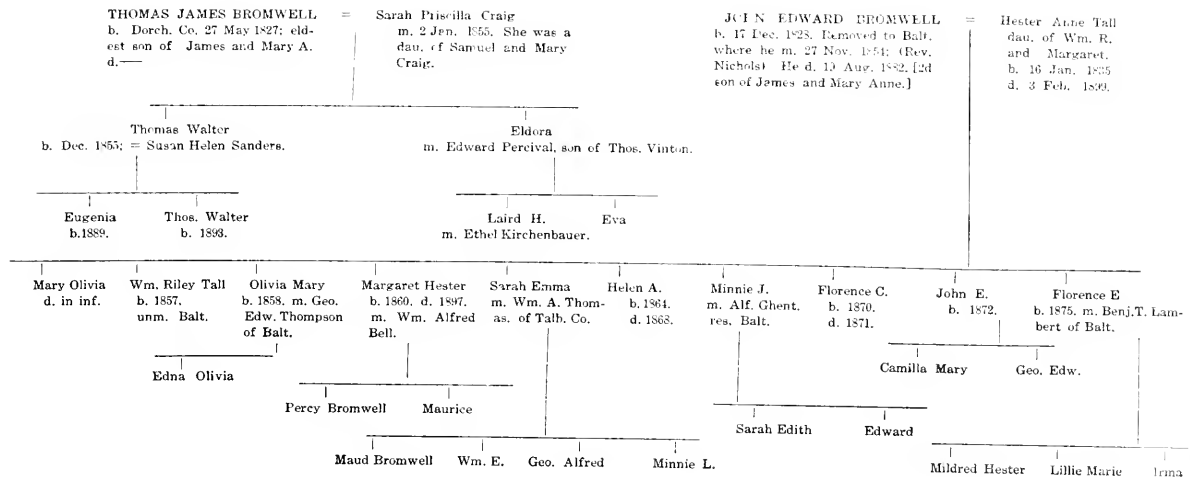 THOMAS JAMES BROMWELL = Sarah Priscilla Craig
b. Dorch. Co. 27 May 1827; eld-
est son of James and Mary A.
d.—
m. 2 Jan. 1855. She was a
dau. of Samuel and Mary
Craig.
JOHN EDWARD BROMWELL = Hester Anne Tall
b. 17 Dec. 1828. Removed to Balt.
where he m. 27 Nov. 1854; (Rev.
Nichols) He d. 19 Aug. 1882. [2d
son of James and Mary Anne.]
dau. of Wm. R.
and Margaret.
b. 16 Jan. 1835
d. 3 Feb. 1899.
Thomas Walter
b. Dec. 1855; = Susan Helen Sanders.
Eldora
m. Edward Percival, son of Thos. Vinton.
Eugenia
b.1889.
Thos. Walter
b. 1893.
Laird H.
m. Ethel Kirchenbauer.
Eva
Mary Olivia
d. in inf.
Wm. Riley Tall
b. 1857.
unm. Balt.
Olivia Mary
b. 1858. m. Geo.
Edw. Thompson
of Balt.
Margaret Hester
b. 1860. d. 1897.
m. Wm. Alfred
Bell.
Sarah Emma
m. Wm. A. Thom-
as. of Talb. Co.
Helen A.
b. 1864.
d. 1868.
Minnie J.
m. Alf. Ghent.
res. Balt.
Florence C.
b. 1870.
d. 1871.
John E.
b. 1872.
Florence E
b. 1875. m. Benj.T. Lam-
bert of Balt.
Edna Olivia
Camilla Mary
Geo. Edw.
Percy Bromwell
Maurice
Sarah Edith
Edward
Maud Bromwell
Wm. E.
Geo. Alfred
Minnie L.
Mildred Hester
Lillie Marie